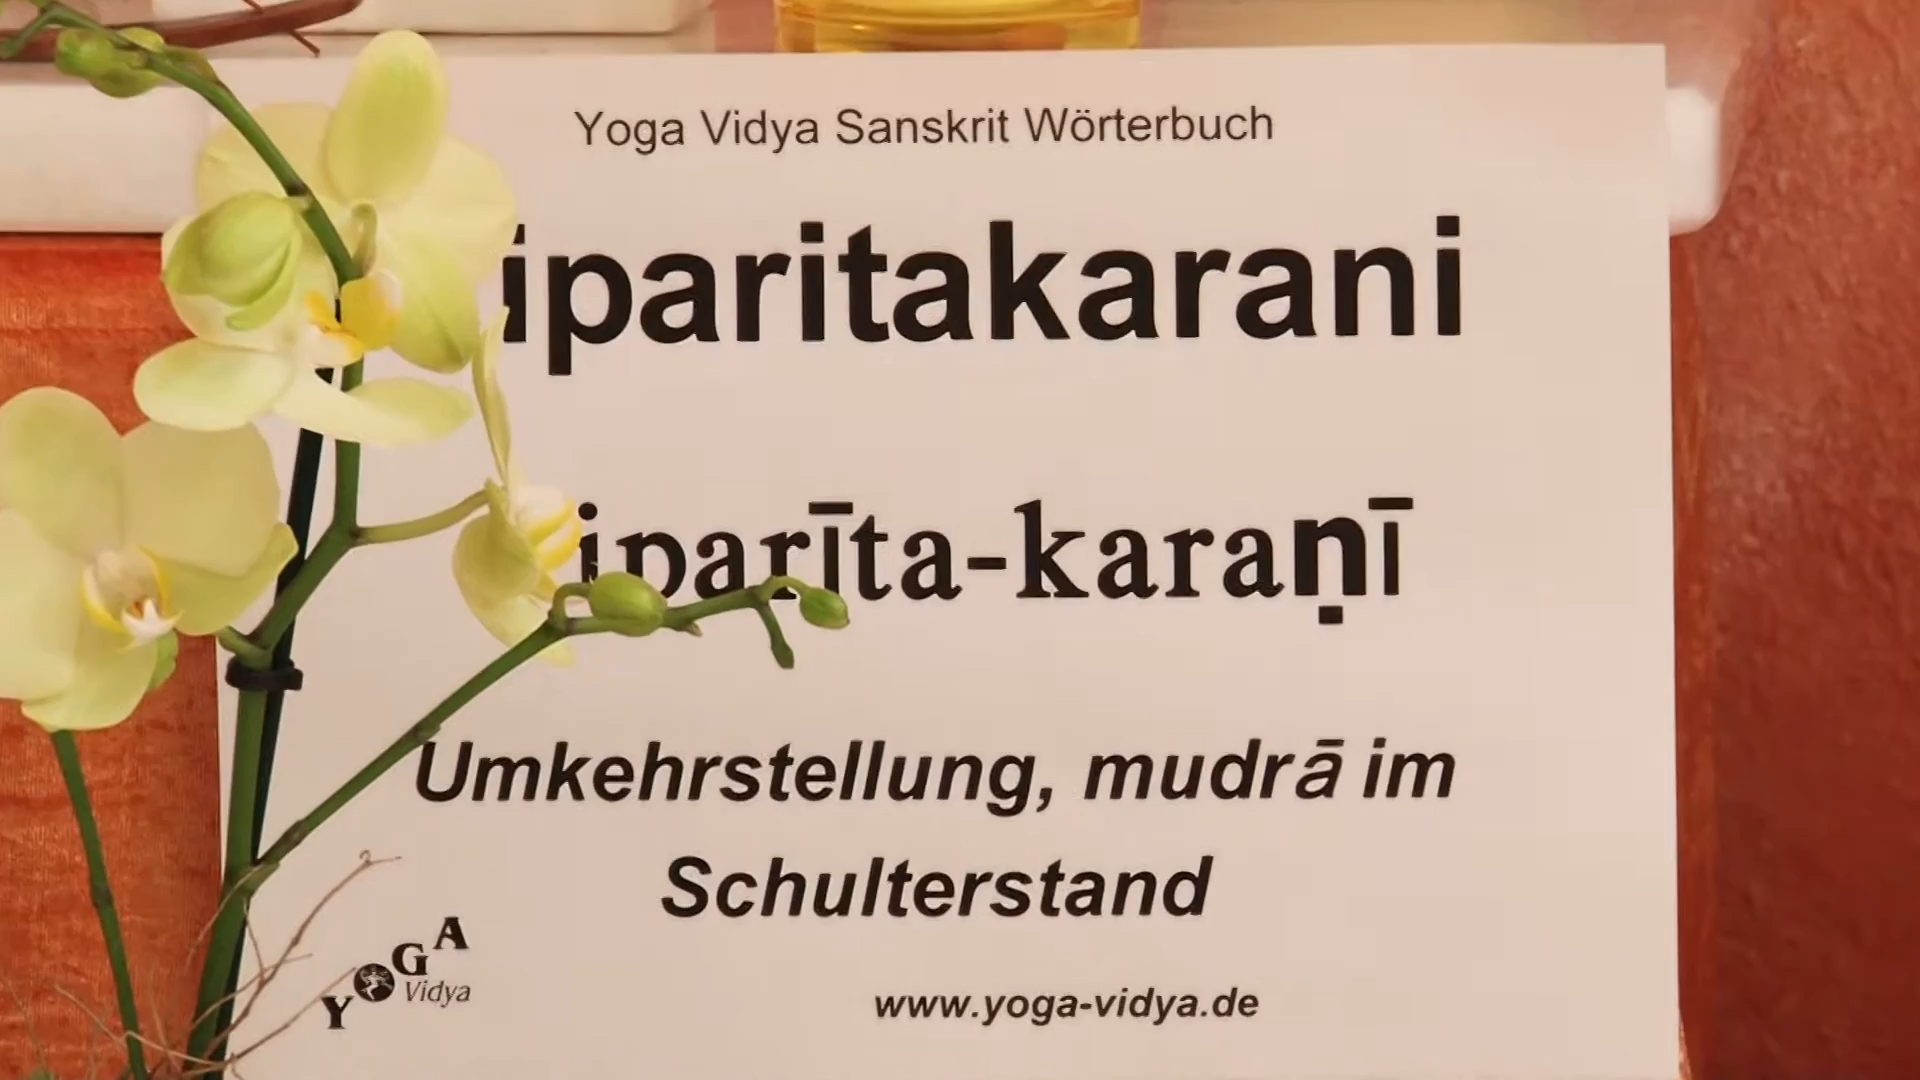 Yoga Vidya Sanskrit Wörterbuch
iparitakarani
iparīta-karaṇī
Umkehrstellung, mudrā im
Schulterstand
YOGA
Vidya
www.yoga-vidya.de